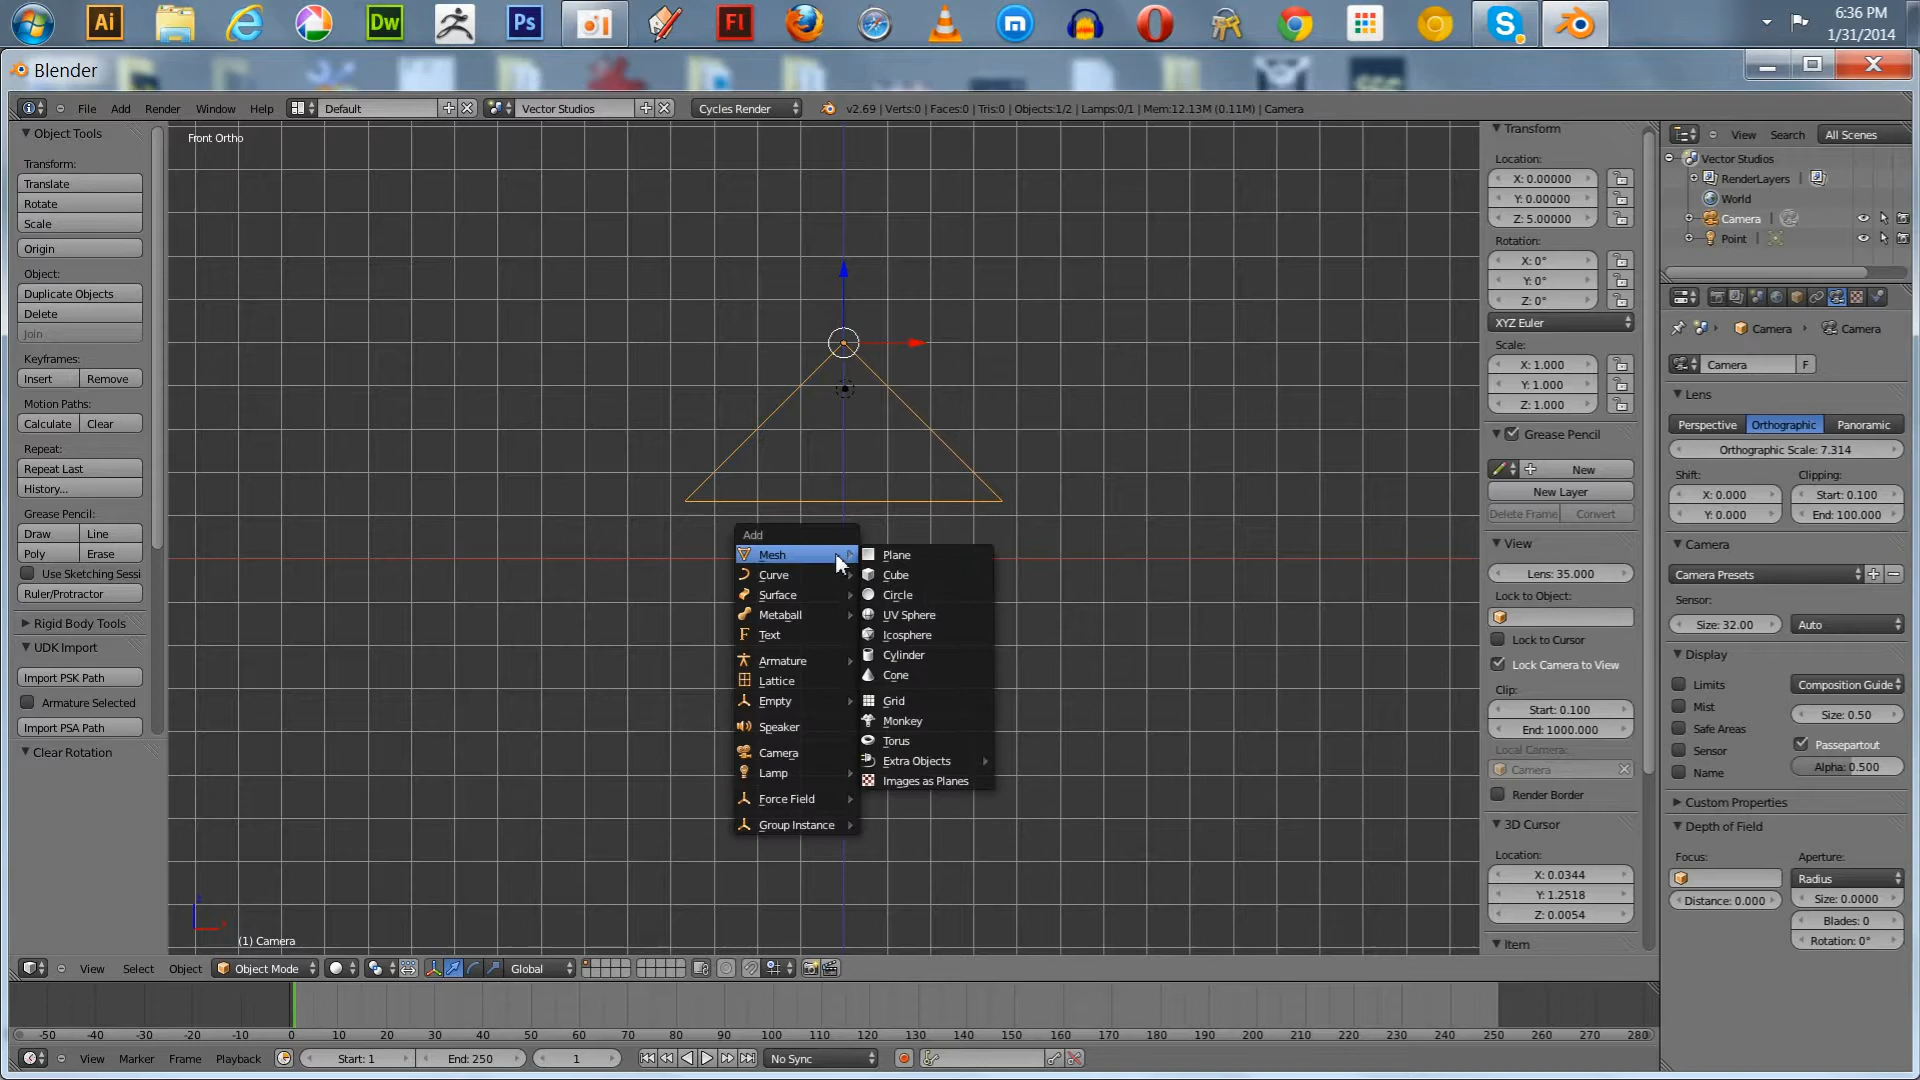 Ai
Dw
Ps
Fl
6:36 PM
1/31/2014
Blender
File Add Render Window Help Default Vector Studios Cycles Render v2.69 | Verts:0 | Faces:0 | Tris:0 | Objects:1/2 | Lamps:0/1 | Mem:12.13M (0.11M) | Camera
Object Tools
Transform:
Translate
Rotate
Scale
Origin
Object:
Duplicate Objects
Delete
Join
Keyframes:
Insert Remove
Motion Paths:
Calculate Clear
Repeat:
Repeat Last
History...
Grease Pencil:
Draw Line
Poly Erase
Use Sketching Sessi
Ruler/Protractor
Rigid Body Tools
UDK Import
Import PSK Path
Armature Selected
Import PSA Path
Clear Rotation
Front Ortho
Add
Mesh
Curve
Surface
Metaball
Text
Armature
Lattice
Empty
Speaker
Camera
Lamp
Force Field
Group Instance
Plane
Cube
Circle
UV Sphere
Icosphere
Cylinder
Cone
Grid
Monkey
Torus
Extra Objects
Images as Planes
(1) Camera
Transform
Location:
X: 0.00000
Y: 0.00000
Z: 5.00000
Rotation:
X: 0°
Y: 0°
Z: 0°
XYZ Euler
Scale:
X: 1.000
Y: 1.000
Z: 1.000
Grease Pencil
New
New Layer
Delete Frame Convert
View
Lens: 35.000
Lock to Object:
Lock to Cursor
Lock Camera to View
Clip:
Start: 0.100
End: 1000.000
Local Camera:
Camera
Render Border
3D Cursor
Location:
X: 0.0344
Y: 1.2518
Z: 0.0054
Item
View Search All Scenes
Vector Studios
RenderLayers
World
Camera
Point
Camera Camera
Camera F
Lens
Perspective Orthographic Panoramic
Orthographic Scale: 7.314
Shift: Clipping:
X: 0.000 Start: 0.100
Y: 0.000 End: 100.000
Camera
Camera Presets
Sensor:
Size: 32.00 Auto
Display
Limits Composition Guide
Mist Size: 0.50
Safe Areas
Sensor Passepartout
Name Alpha: 0.500
Custom Properties
Depth of Field
Focus: Aperture:
Radius
Distance: 0.000 Size: 0.0000
Blades: 0
Rotation: 0°
View Select Object Object Mode Global
-50 -40 -30 -20 -10 0 10 20 30 40 50 60 70 80 90 100 110 120 130 140 150 160 170 180 190 200 210 220 230 240 250 260 270 280
View Marker Frame Playback Start: 1 End: 250 1 No Sync